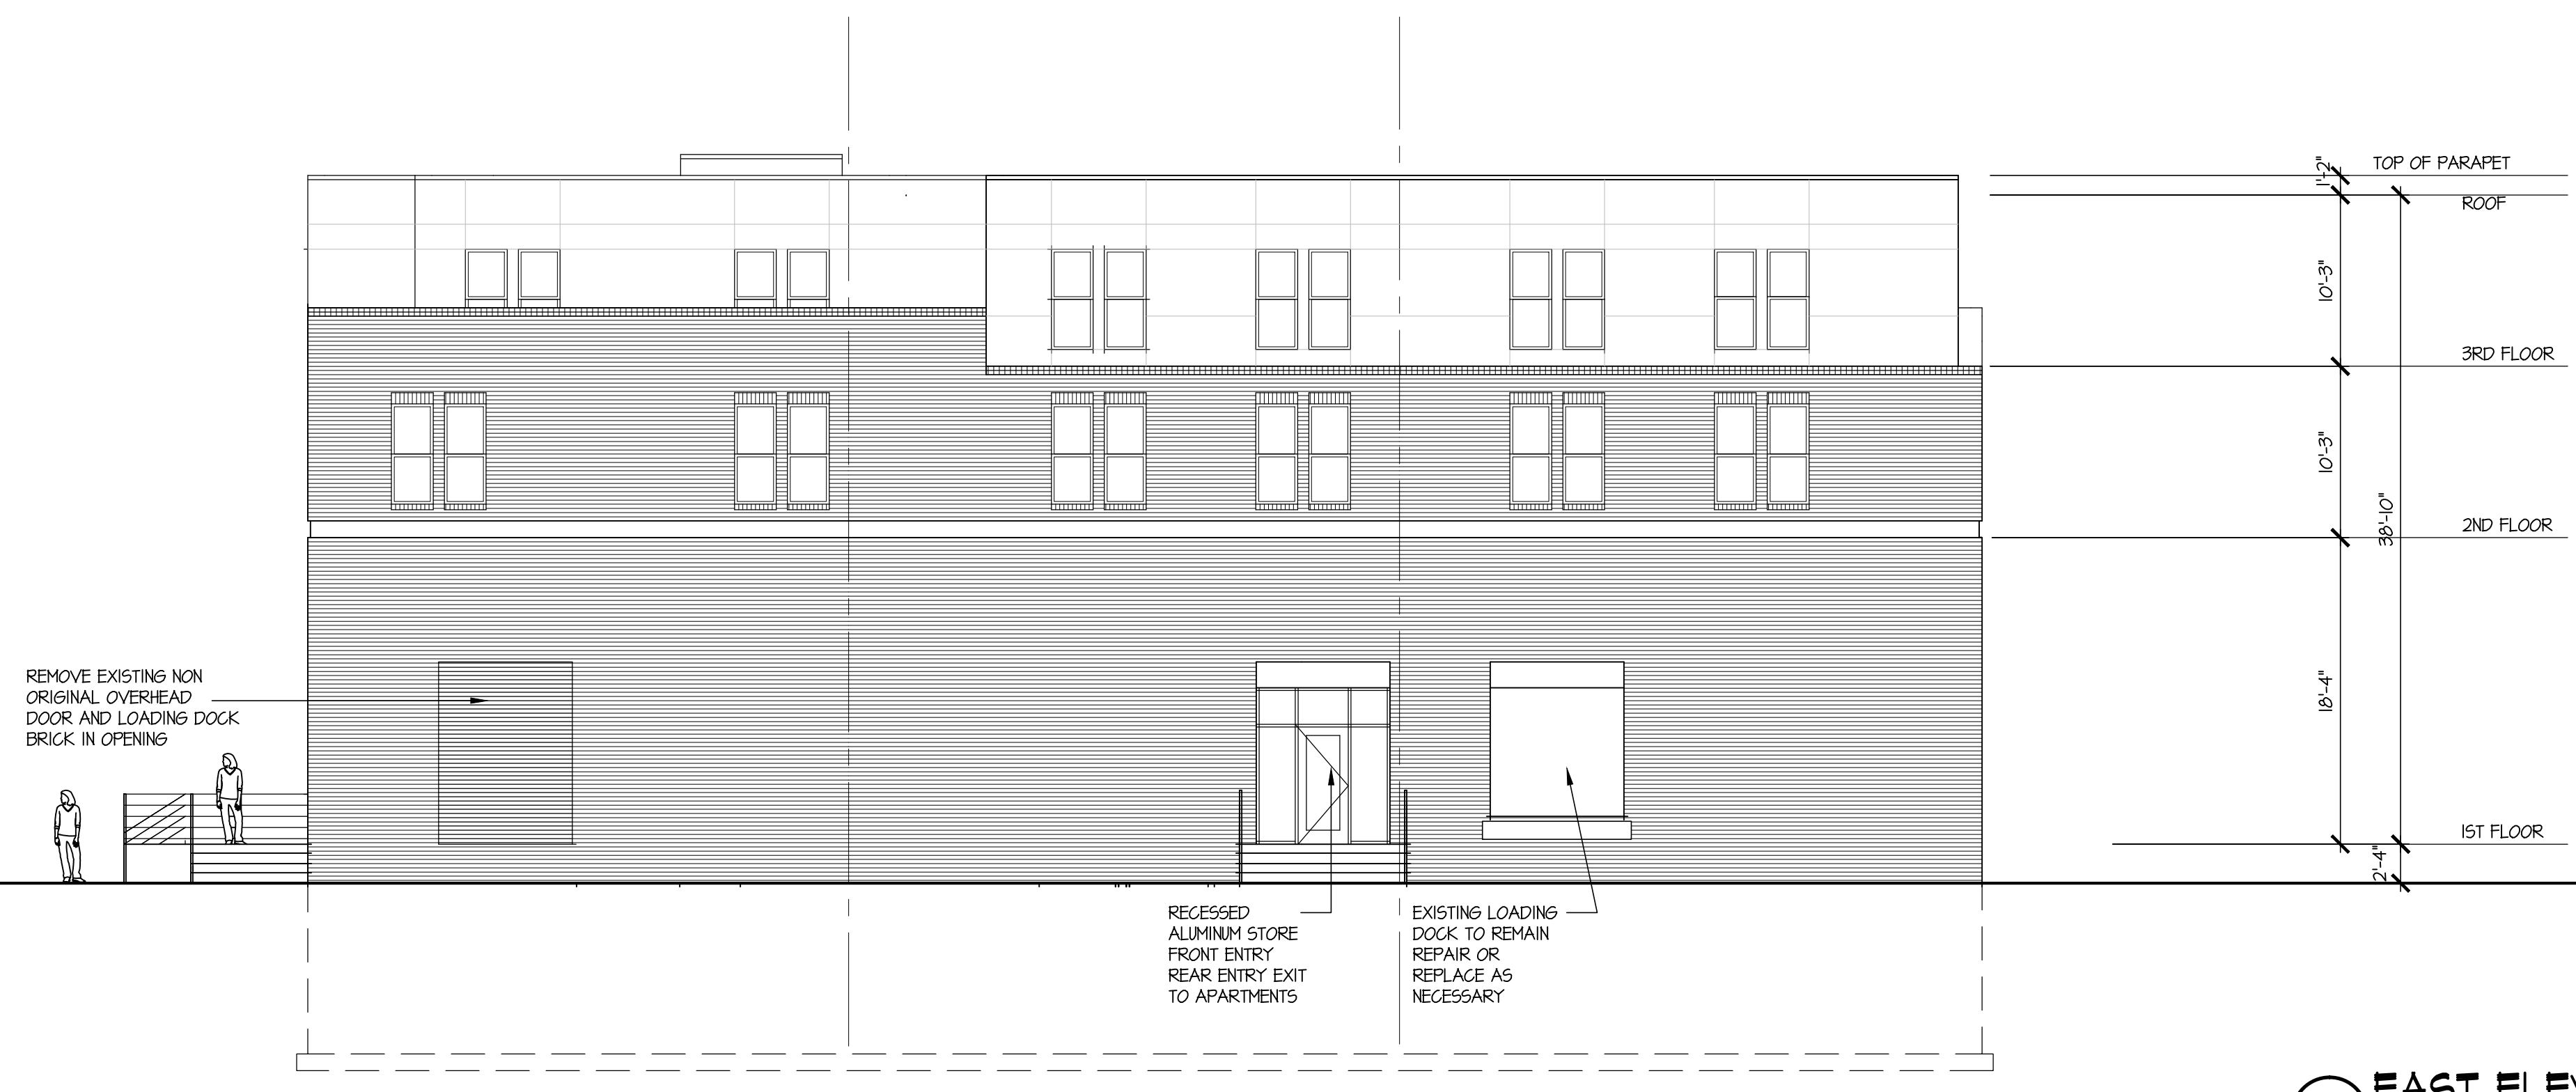 1'-2"
TOP OF PARAPET
ROOF
10'-3"
3RD FLOOR
10'-3"
38'-10"
2ND FLOOR
18'-4"
1ST FLOOR
2'-4"
REMOVE EXISTING NON
ORIGINAL OVERHEAD
DOOR AND LOADING DOCK
BRICK IN OPENING
RECESSED
ALUMINUM STORE
FRONT ENTRY
REAR ENTRY EXIT
TO APARTMENTS
EXISTING LOADING
DOCK TO REMAIN
REPAIR OR
REPLACE AS
NECESSARY
EAST